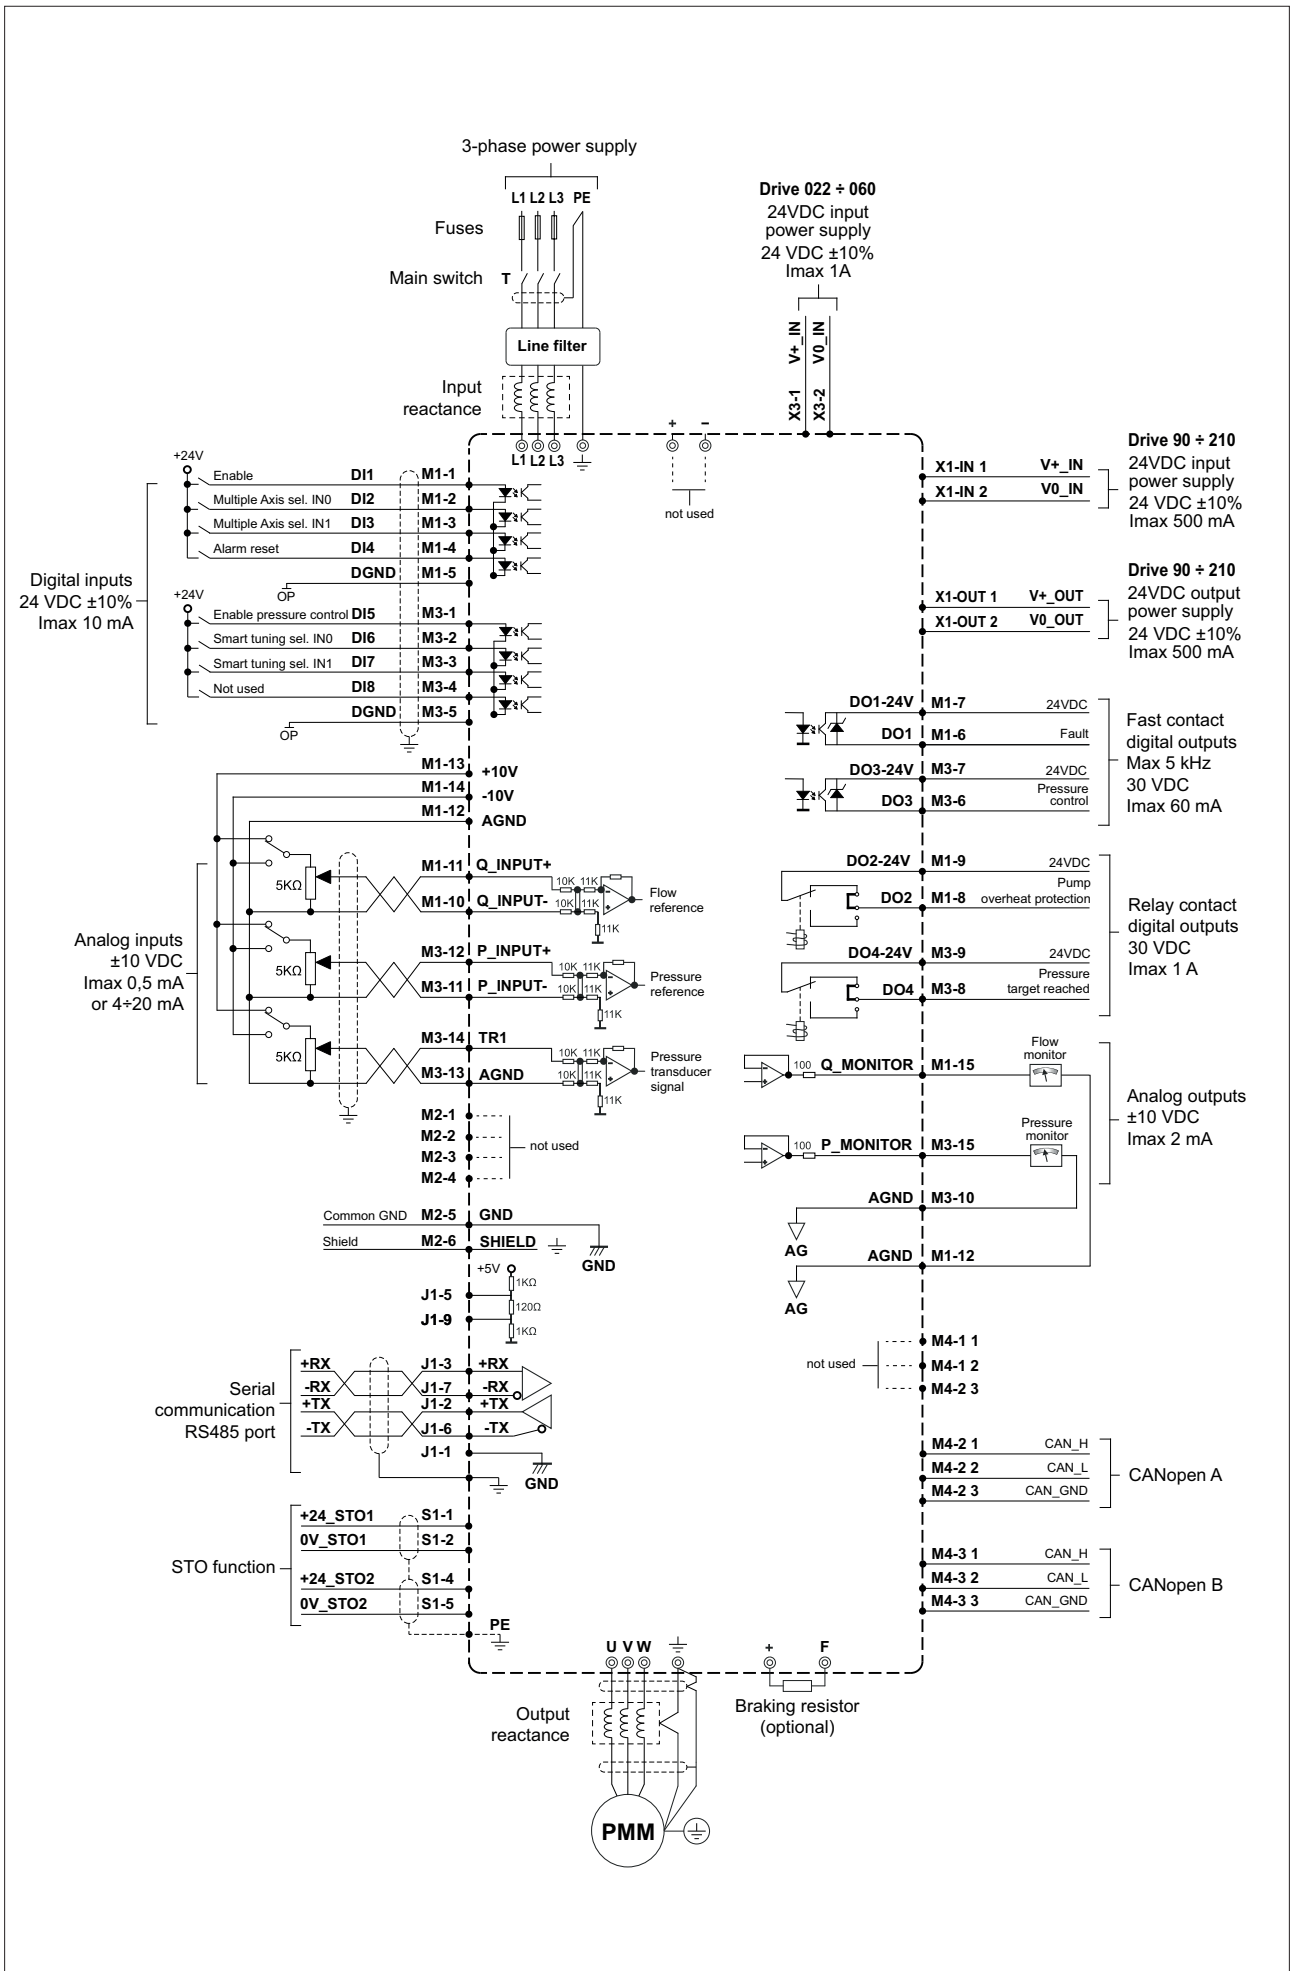 3-phase power supply
L1 L2 L3 PE
Fuses
Main switch
T
Line filter
Input
reactance
L1 L2 L3
+ −
not used
Drive 022 ÷ 060
24VDC input
power supply
24 VDC ±10%
Imax 1A
V+_IN
V0_IN
X3-1
X3-2
+24V
Enable DI1 M1-1
Multiple Axis sel. IN0 DI2 M1-2
Multiple Axis sel. IN1 DI3 M1-3
Alarm reset DI4 M1-4
DGND M1-5
OP
Digital inputs
24 VDC ±10%
Imax 10 mA
+24V
Enable pressure control DI5 M3-1
Smart tuning sel. IN0 DI6 M3-2
Smart tuning sel. IN1 DI7 M3-3
Not used DI8 M3-4
DGND M3-5
OP
M1-13 +10V
M1-14 -10V
M1-12 AGND
Analog inputs
±10 VDC
Imax 0,5 mA
or 4÷20 mA
5KΩ
M1-11 Q_INPUT+
M1-10 Q_INPUT-
10K 11K
10K 11K
11K
Flow
reference
5KΩ
M3-12 P_INPUT+
M3-11 P_INPUT-
10K 11K
10K 11K
11K
Pressure
reference
5KΩ
M3-14 TR1
M3-13 AGND
10K 11K
10K 11K
11K
Pressure
transducer
signal
M2-1
M2-2
M2-3
M2-4
not used
Common GND M2-5 GND
Shield M2-6 SHIELD
GND
+5V
1KΩ
J1-5
120Ω
J1-9
1KΩ
Serial
communication
RS485 port
+RX J1-3 +RX
-RX J1-7 -RX
+TX J1-2 +TX
-TX J1-6 -TX
J1-1
GND
STO function
+24_STO1 S1-1
0V_STO1 S1-2
+24_STO2 S1-4
0V_STO2 S1-5
PE
X1-IN 1 V+_IN
X1-IN 2 V0_IN
Drive 90 ÷ 210
24VDC input
power supply
24 VDC ±10%
Imax 500 mA
X1-OUT 1 V+_OUT
X1-OUT 2 V0_OUT
Drive 90 ÷ 210
24VDC output
power supply
24 VDC ±10%
Imax 500 mA
DO1-24V M1-7 24VDC
DO1 M1-6 Fault
DO3-24V M3-7 24VDC
DO3 M3-6 Pressure
control
Fast contact
digital outputs
Max 5 kHz
30 VDC
Imax 60 mA
DO2-24V M1-9 24VDC
DO2 M1-8 Pump
overheat protection
DO4-24V M3-9 24VDC
DO4 M3-8 Pressure
target reached
Relay contact
digital outputs
30 VDC
Imax 1 A
100 Q_MONITOR M1-15
Flow
monitor
100 P_MONITOR M3-15
Pressure
monitor
Analog outputs
±10 VDC
Imax 2 mA
AGND M3-10
AG
AGND M1-12
AG
not used
M4-1 1
M4-1 2
M4-2 3
M4-2 1 CAN_H
M4-2 2 CAN_L
M4-2 3 CAN_GND
CANopen A
M4-3 1 CAN_H
M4-3 2 CAN_L
M4-3 3 CAN_GND
CANopen B
U V W
+ F
Output
reactance
Braking resistor
(optional)
PMM